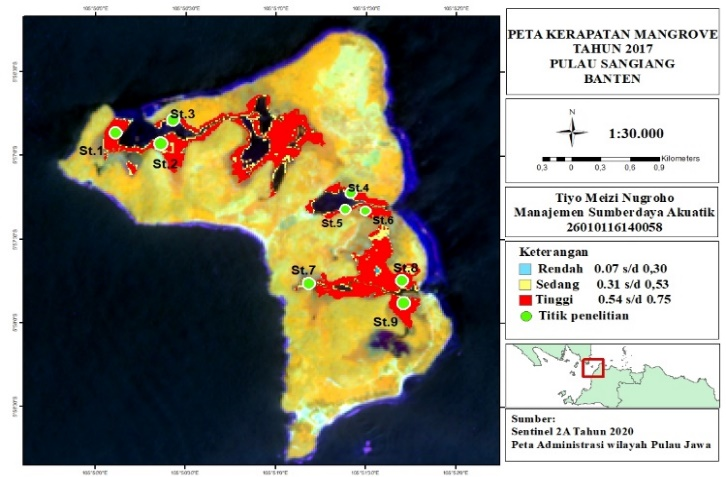 PETA KERAPATAN MANGROVE
TAHUN 2017
PULAU SANGIANG
BANTEN
N
1:30.000
0,3 0 0,3 0,6 0,9
Kilometers
Tiyo Meizi Nugroho
Manajemen Sumberdaya Akuatik
26010116140058
Keterangan
Rendah 0.07 s/d 0,30
Sedang 0.31 s/d 0,53
Tinggi 0.54 s/d 0.75
Titik penelitian
Sumber:
Sentinel 2A Tahun 2020
Peta Administrasi wilayah Pulau Jawa
St.1
St.2
St.3
St.4
St.5
St.6
St.7
St.8
St.9